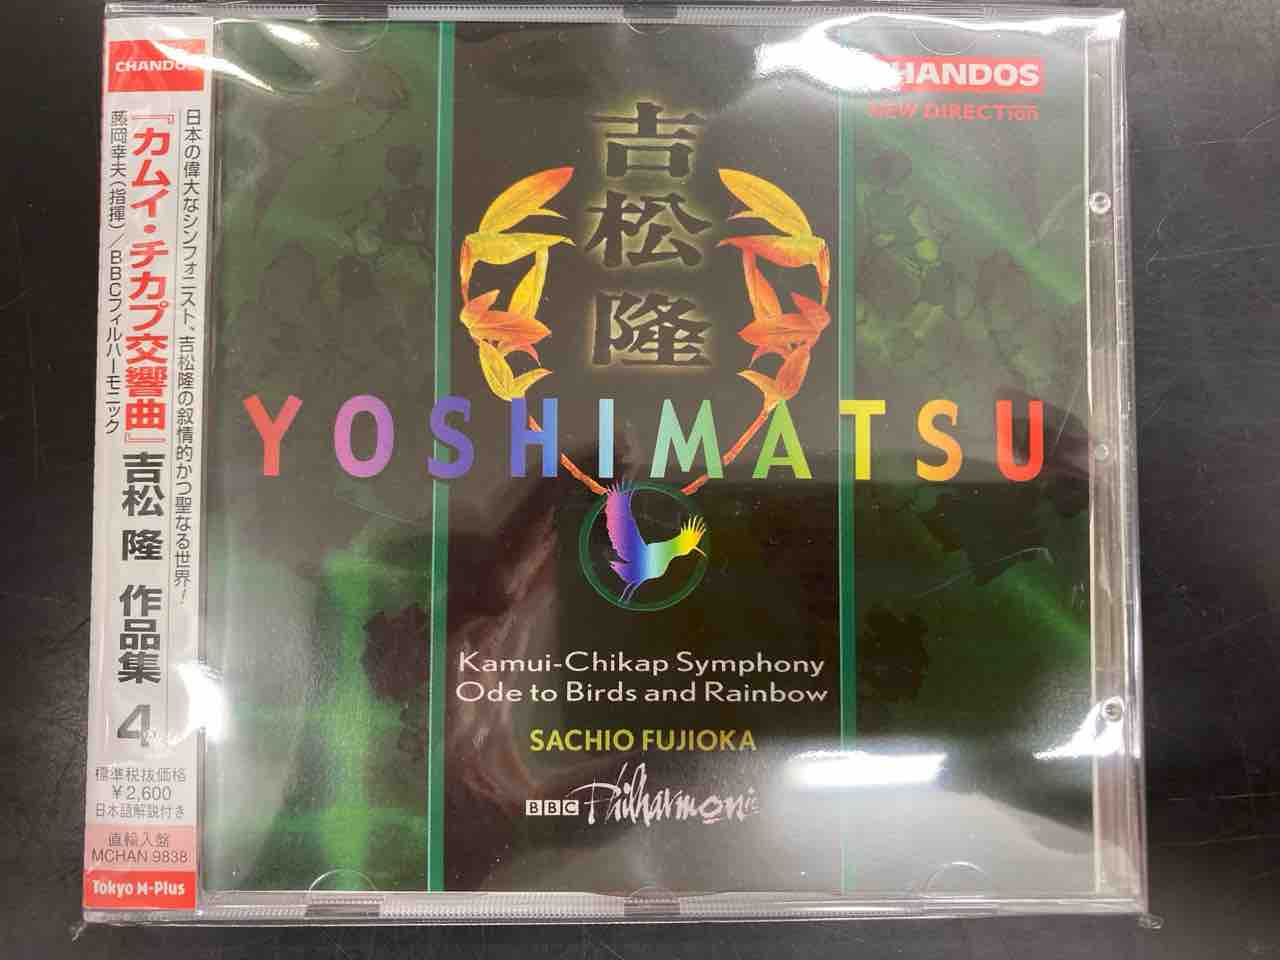 CHANDOS
日本の偉大なシンフォニスト、吉松隆の叙情的かつ聖なる世界!
『カムイ・チカプ交響曲』吉松 隆 作品集 4
藤岡幸夫(指揮)/BBCフィルハーモニック
標準税抜価格
¥2,600
日本語解説付き
直輸入盤
MCHAN 9838
Tokyo M-Plus
CHANDOS
NEW DIRECTion
吉松隆
YOSHIMATSU
Kamui-Chikap Symphony
Ode to Birds and Rainbow
SACHIO FUJIOKA
BBC Philharmonic